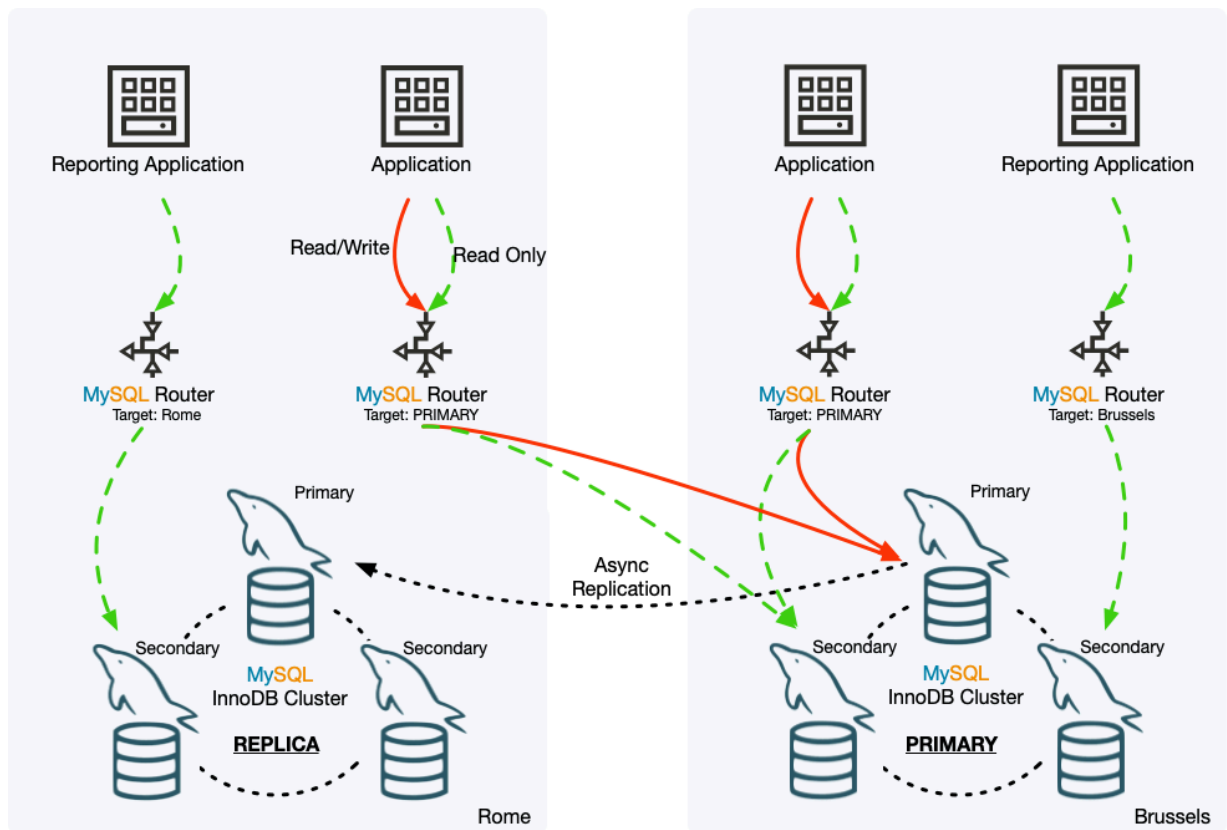 Reporting Application
Application
Application
Reporting Application
Read/Write
Read Only
MySQL Router
Target: Rome
MySQL Router
Target: PRIMARY
MySQL Router
Target: PRIMARY
MySQL Router
Target: Brussels
Primary
Primary
Async
Replication
Secondary
Secondary
Secondary
Secondary
MySQL
InnoDB Cluster
REPLICA
MySQL
InnoDB Cluster
PRIMARY
Rome
Brussels